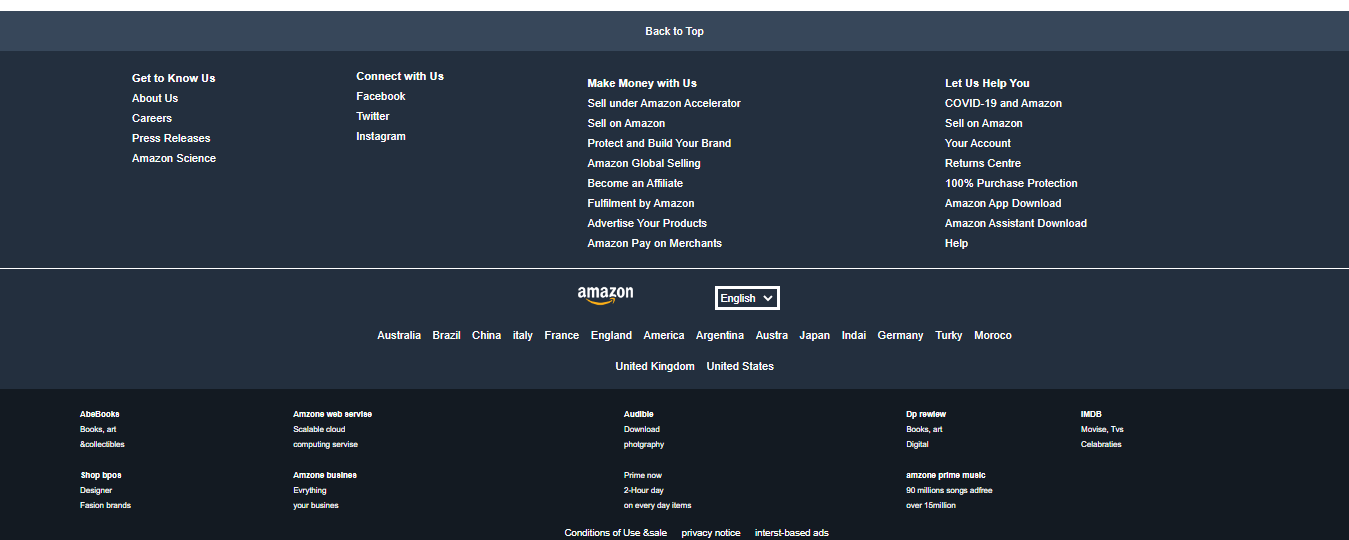 Back to Top
Get to Know Us
About Us
Careers
Press Releases
Amazon Science
Connect with Us
Facebook
Twitter
Instagram
Make Money with Us
Sell under Amazon Accelerator
Sell on Amazon
Protect and Build Your Brand
Amazon Global Selling
Become an Affiliate
Fulfilment by Amazon
Advertise Your Products
Amazon Pay on Merchants
Let Us Help You
COVID-19 and Amazon
Sell on Amazon
Your Account
Returns Centre
100% Purchase Protection
Amazon App Download
Amazon Assistant Download
Help
amazon
English
Australia Brazil China italy France England America Argentina Austra Japan Indai Germany Turky Moroco
United Kingdom United States
AbeBooks
Books, art
&collectibles
Amzone web servise
Scalable cloud
computing servise
Audible
Download
photgraphy
Dp rewiew
Books, art
Digital
IMDB
Movise, Tvs
Celabraties
Shop bpos
Designer
Fasion brands
Amzone busines
Evrything
your busines
Prime now
2-Hour day
on every day items
amzone prime music
90 millions songs adfree
over 15million
Conditions of Use &sale privacy notice interst-based ads